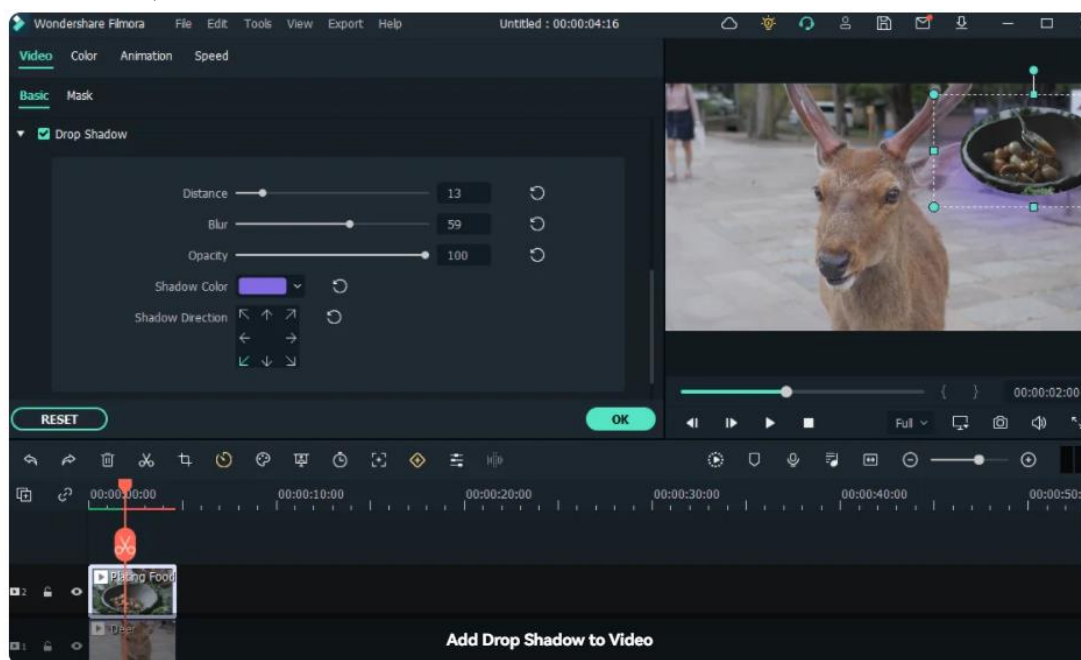 Wondershare Filmora File Edit Tools View Export Help Untitled : 00:00:04:16
Video Color Animation Speed
Basic Mask
Drop Shadow
Distance 13
Blur 59
Opacity 100
Shadow Color
Shadow Direction
RESET OK
00:00:02:00
Full
00:00:00:00 00:00:10:00 00:00:20:00 00:00:30:00 00:00:40:00 00:00:50:
Plating Food
2
Deer
1
Add Drop Shadow to Video